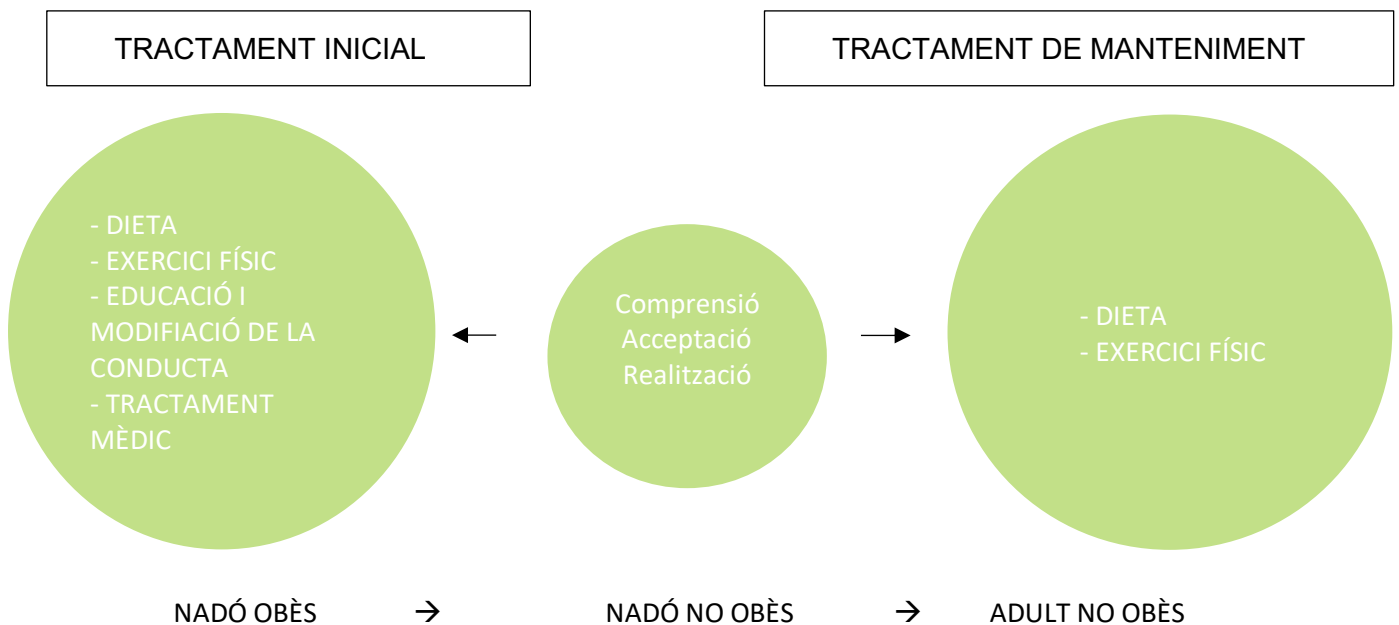 TRACTAMENT INICIAL
TRACTAMENT DE MANTENIMENT
- DIETA
- EXERCICI FÍSIC
- EDUCACIÓ I
MODIFIACIÓ DE LA
CONDUCTA
- TRACTAMENT
MÈDIC
Comprensió
Acceptació
Realització
- DIETA
- EXERCICI FÍSIC
NADÓ OBÈS → NADÓ NO OBÈS → ADULT NO OBÈS